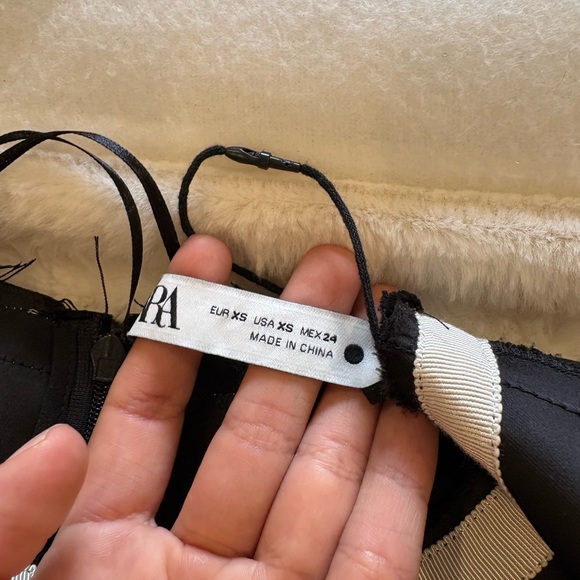 RA
EUR XS USA XS MEX 24
MADE IN CHINA